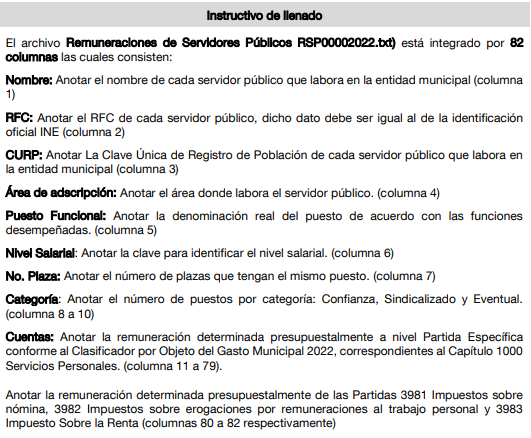 Instructivo de llenado
El archivo Remuneraciones de Servidores Públicos RSP00002022.txt) está integrado por 82
columnas las cuales consisten:
Nombre: Anotar el nombre de cada servidor público que labora en la entidad municipal (columna
1)
RFC: Anotar el RFC de cada servidor público, dicho dato debe ser igual al de la identificación
oficial INE (columna 2)
CURP: Anotar La Clave Única de Registro de Población de cada servidor público que labora en
la entidad municipal (columna 3)
Área de adscripción: Anotar el área donde labora el servidor público. (columna 4)
Puesto Funcional: Anotar la denominación real del puesto de acuerdo con las funciones
desempeñadas. (columna 5)
Nivel Salarial: Anotar la clave para identificar el nivel salarial. (columna 6)
No. Plaza: Anotar el número de plazas que tengan el mismo puesto. (columna 7)
Categoría: Anotar el número de puestos por categoría: Confianza, Sindicalizado y Eventual.
(columna 8 a 10)
Cuentas: Anotar la remuneración determinada presupuestalmente a nivel Partida Específica
conforme al Clasificador por Objeto del Gasto Municipal 2022, correspondientes al Capítulo 1000
Servicios Personales. (columna 11 a 79).
Anotar la remuneración determinada presupuestalmente de las Partidas 3981 Impuestos sobre
nómina, 3982 Impuestos sobre erogaciones por remuneraciones al trabajo personal y 3983
Impuesto Sobre la Renta (columnas 80 a 82 respectivamente)